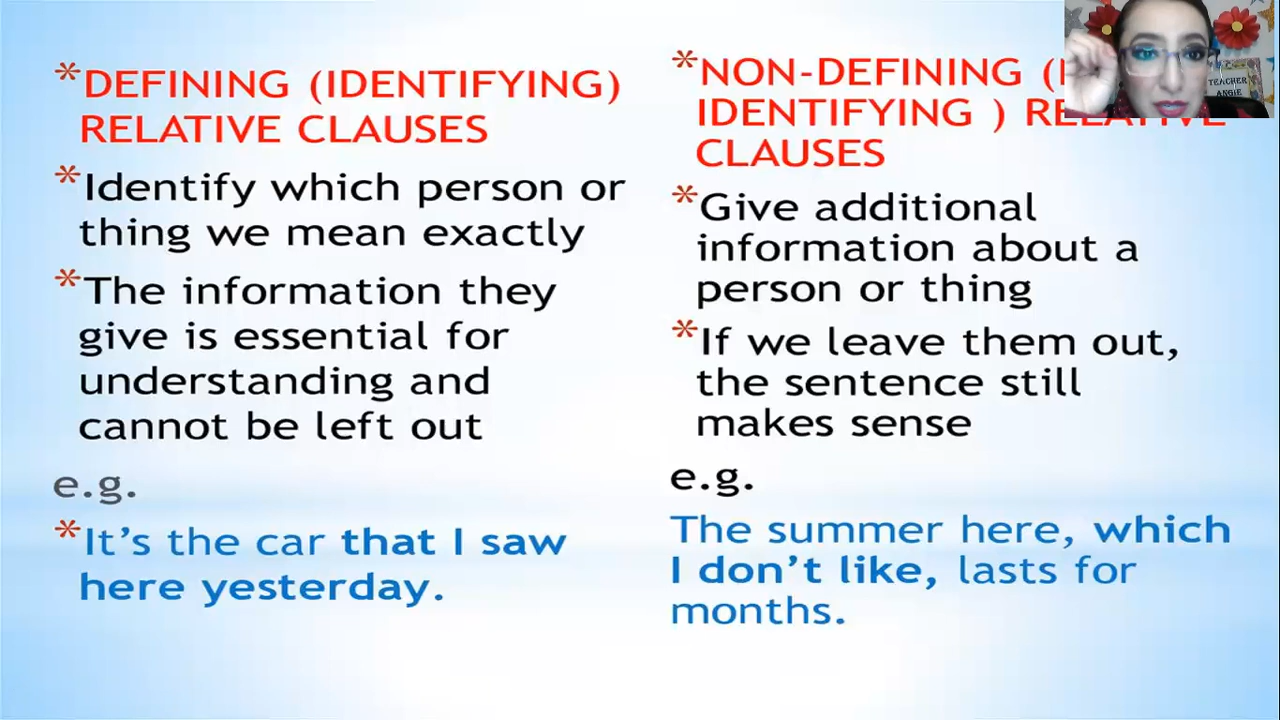 *DEFINING (IDENTIFYING)
RELATIVE CLAUSES
*Identify which person or
thing we mean exactly
*The information they
give is essential for
understanding and
cannot be left out
e.g.
*It’s the car that I saw
here yesterday.
*NON-DEFINING (
IDENTIFYING )
CLAUSES
*Give additional
information about a
person or thing
*If we leave them out,
the sentence still
makes sense
e.g.
The summer here, which
I don’t like, lasts for
months.
TEACHER
ANGIE